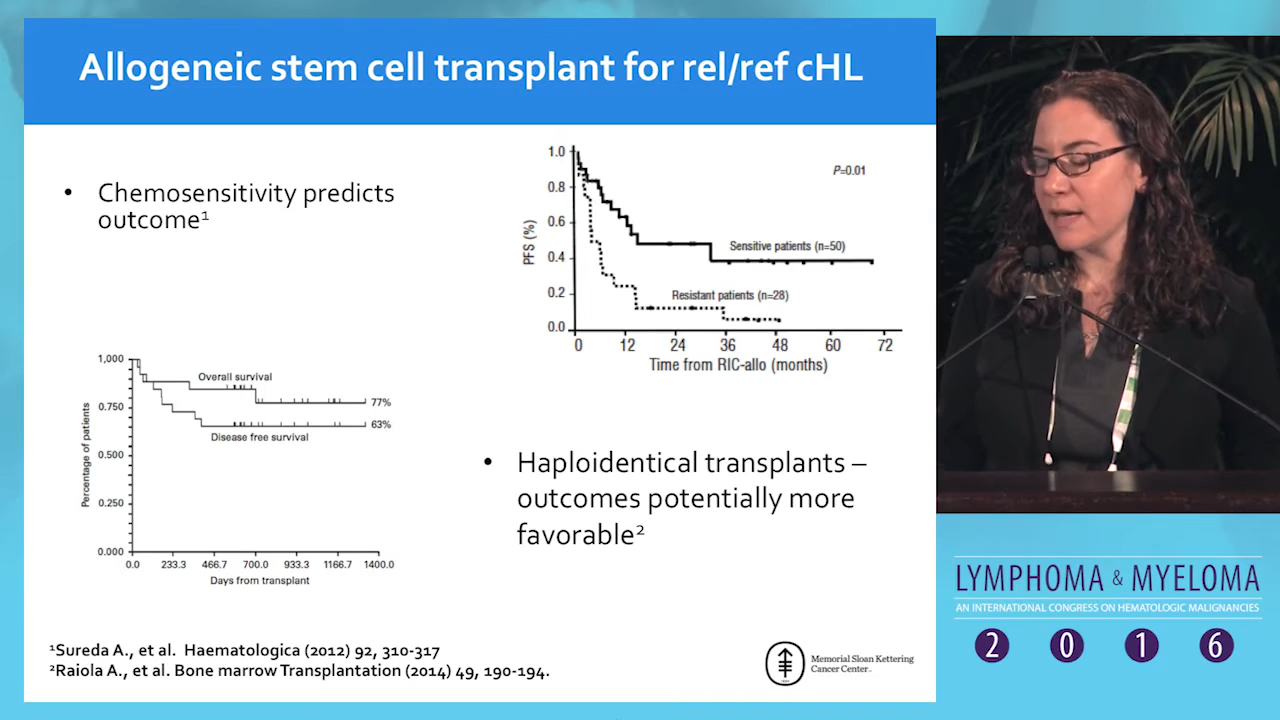 Allogeneic stem cell transplant for rel/ref cHL
• Chemosensitivity predicts
outcome¹
1.0
0.8
0.6
0.4
0.2
0.0
PFS (%)
P=0.01
Sensitive patients (n=50)
Resistant patients (n=28)
0 12 24 36 48 60 72
Time from RIC-allo (months)
1,000
0.750
0.500
0.250
0.000
Percentage of patients
Overall survival
77%
63%
Disease free survival
0.0 233.3 466.7 700.0 933.3 1166.7 1400.0
Days from transplant
• Haploidentical transplants –
outcomes potentially more
favorable²
¹Sureda A., et al. Haematologica (2012) 92, 310-317
²Raiola A., et al. Bone marrow Transplantation (2014) 49, 190-194.
Memorial Sloan Kettering
Cancer Center
LYMPHOMA & MYELOMA
AN INTERNATIONAL CONGRESS ON HEMATOLOGIC MALIGNANCIES
2 0 1 6